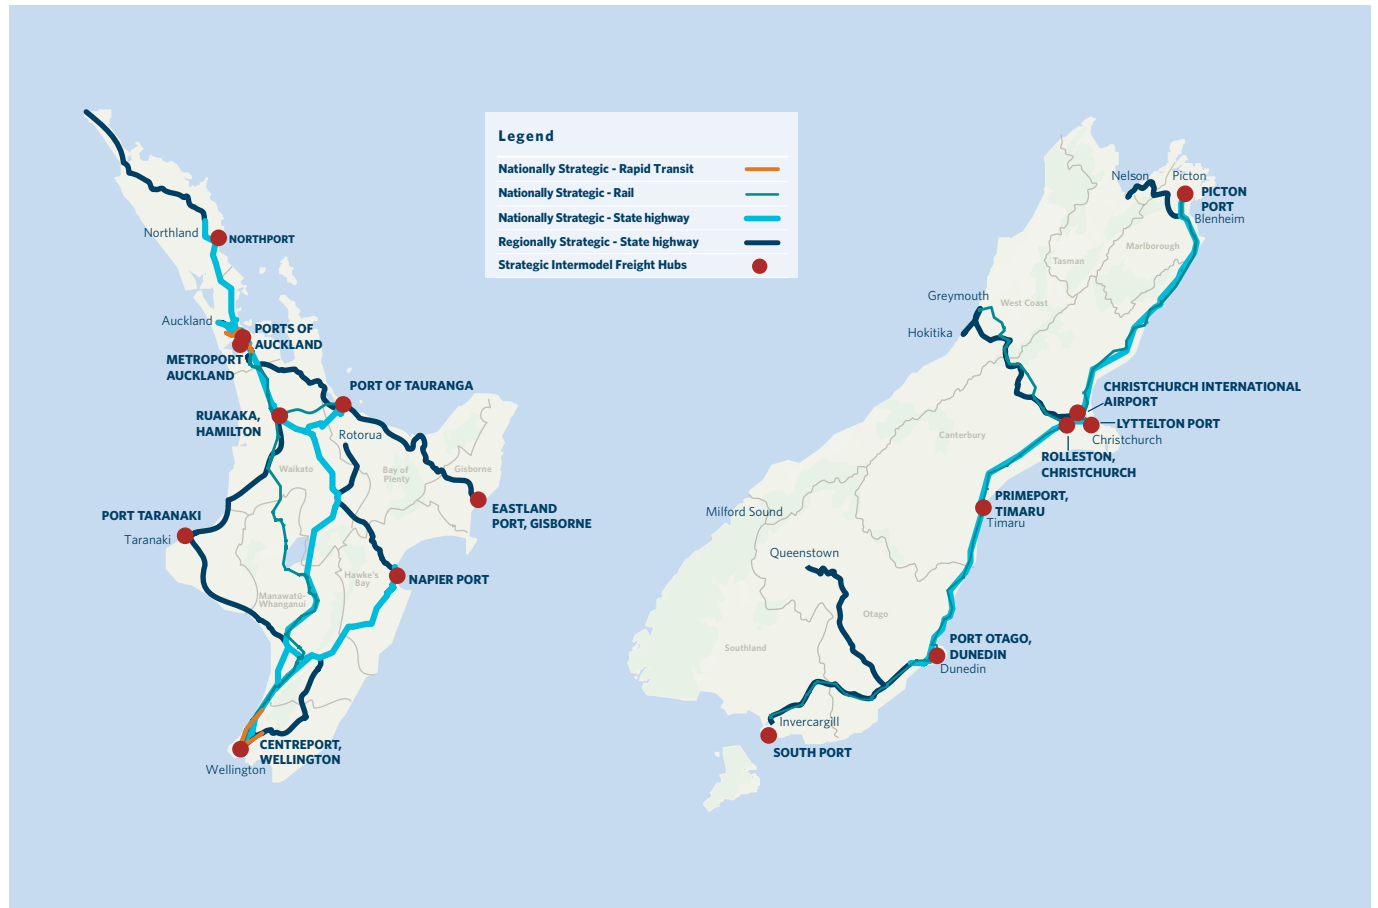 Legend
Nationally Strategic - Rapid Transit
Nationally Strategic - Rail
Nationally Strategic - State highway
Regionally Strategic - State highway
Strategic Intermodel Freight Hubs
Northland
NORTHPORT
Auckland
PORTS OF
AUCKLAND
METROPORT
AUCKLAND
PORT OF TAURANGA
RUAKAKA,
HAMILTON
Rotorua
Waikato
Bay of
Plenty
Gisborne
EASTLAND
PORT, GISBORNE
PORT TARANAKI
Taranaki
Hawke's
Bay
NAPIER PORT
Manawatū-
Whanganui
CENTREPORT,
WELLINGTON
Wellington
Nelson
Picton
PICTON
PORT
Blenheim
Marlborough
Tasman
West Coast
Greymouth
Hokitika
CHRISTCHURCH INTERNATIONAL
AIRPORT
LYTTELTON PORT
Christchurch
Canterbury
ROLLESTON,
CHRISTCHURCH
PRIMEPORT,
TIMARU
Timaru
Milford Sound
Queenstown
Otago
Southland
PORT OTAGO,
DUNEDIN
Dunedin
Invercargill
SOUTH PORT